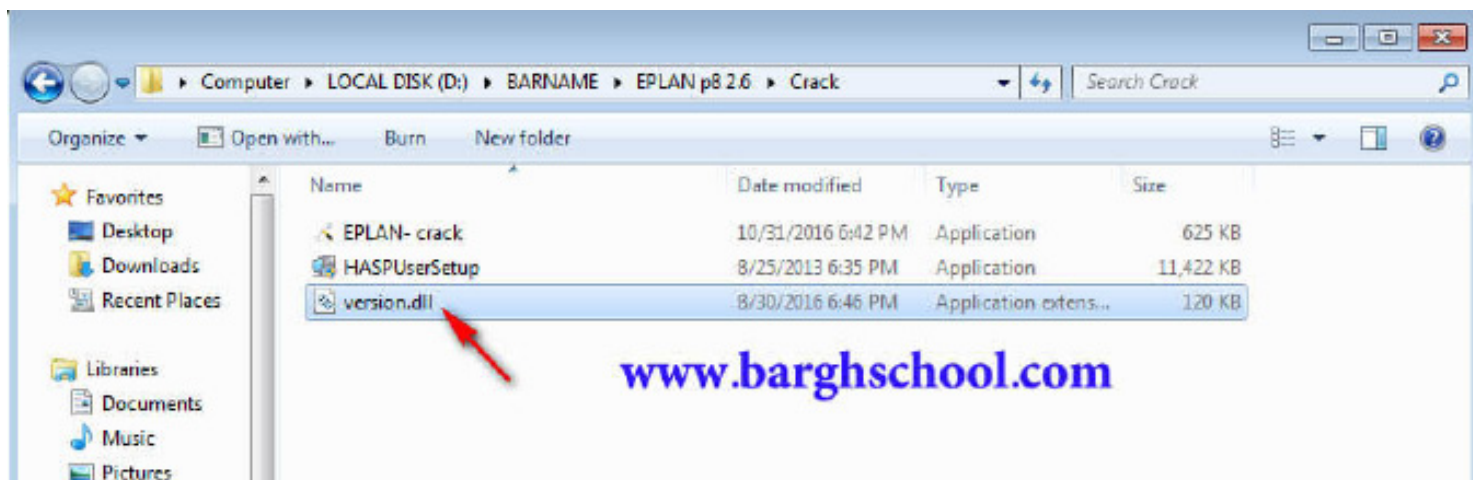 Computer ▸ LOCAL DISK (D:) ▸ BARNAME ▸ EPLAN p8 2.6 ▸ Crack
Search Crack
Organize Open with... Burn New folder
Favorites
Desktop
Downloads
Recent Places
Libraries
Documents
Music
Pictures
Name Date modified Type Size
EPLAN- crack 10/31/2016 6:42 PM Application 625 KB
HASPUserSetup 8/25/2013 6:35 PM Application 11,422 KB
version.dll 8/30/2016 6:46 PM Application extens... 120 KB
www.barghschool.com